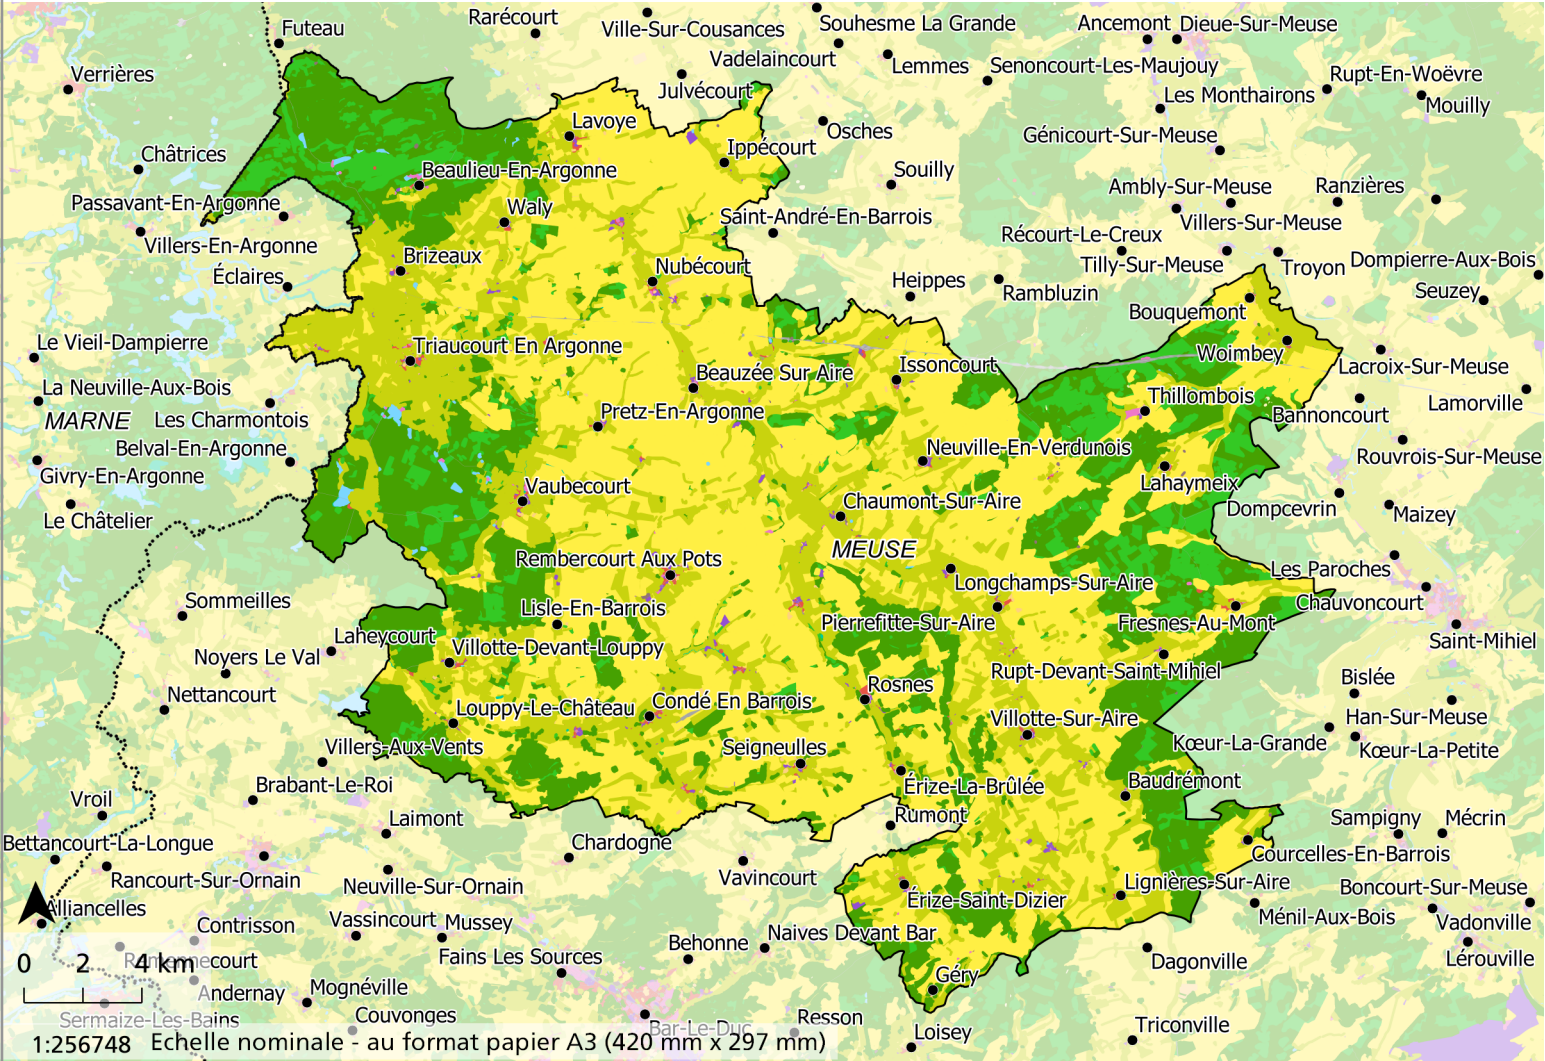 Futeau
Rarécourt
Ville-Sur-Cousances
Souhesme La Grande
Ancemont
Dieue-Sur-Meuse
Vadelaincourt
Lemmes
Senoncourt-Les-Maujouy
Verrières
Rupt-En-Woëvre
Julvécourt
Les Monthairons
Mouilly
Lavoye
Osches
Génicourt-Sur-Meuse
Châtrices
Ippécourt
Beaulieu-En-Argonne
Souilly
Ambly-Sur-Meuse
Ranzières
Passavant-En-Argonne
Waly
Saint-André-En-Barrois
Villers-Sur-Meuse
Villers-En-Argonne
Récourt-Le-Creux
Brizeaux
Nubécourt
Tilly-Sur-Meuse
Troyon
Dompierre-Aux-Bois
Éclaires
Heippes
Rambluzin
Seuzey
Bouquemont
Le Vieil-Dampierre
Triaucourt En Argonne
Woimbey
Issoncourt
Lacroix-Sur-Meuse
Beauzée Sur Aire
La Neuville-Aux-Bois
Thillombois
Lamorville
MARNE
Les Charmontois
Pretz-En-Argonne
Bannoncourt
Belval-En-Argonne
Neuville-En-Verdunois
Rouvrois-Sur-Meuse
Givry-En-Argonne
Vaubecourt
Lahaymeix
Chaumont-Sur-Aire
Dompcevrin
Maizey
Le Châtelier
MEUSE
Rembercourt Aux Pots
Les Paroches
Longchamps-Sur-Aire
Sommeilles
Lisle-En-Barrois
Chauvoncourt
Pierrefitte-Sur-Aire
Fresnes-Au-Mont
Laheycourt
Villotte-Devant-Louppy
Saint-Mihiel
Noyers Le Val
Rupt-Devant-Saint-Mihiel
Bislée
Nettancourt
Rosnes
Louppy-Le-Château
Condé En Barrois
Villotte-Sur-Aire
Han-Sur-Meuse
Villers-Aux-Vents
Seigneulles
Kœur-La-Grande
Kœur-La-Petite
Brabant-Le-Roi
Érize-La-Brûlée
Baudrémont
Vroil
Laimont
Rumont
Sampigny
Mécrin
Bettancourt-La-Longue
Chardogne
Courcelles-En-Barrois
Rancourt-Sur-Ornain
Neuville-Sur-Ornain
Vavincourt
Lignières-Sur-Aire
Boncourt-Sur-Meuse
Alliancelles
Érize-Saint-Dizier
Ménil-Aux-Bois
Vadonville
Contrisson
Vassincourt
Mussey
Naives Devant Bar
Behonne
Fains Les Sources
Dagonville
Lérouville
0 2 4 km
Géry
Andernay
Mognéville
Sermaize-Les-Bains
Couvonges
Bar-Le-Duc
Resson
Loisey
Triconville
1:256748 Echelle nominale - au format papier A3 (420 mm x 297 mm)